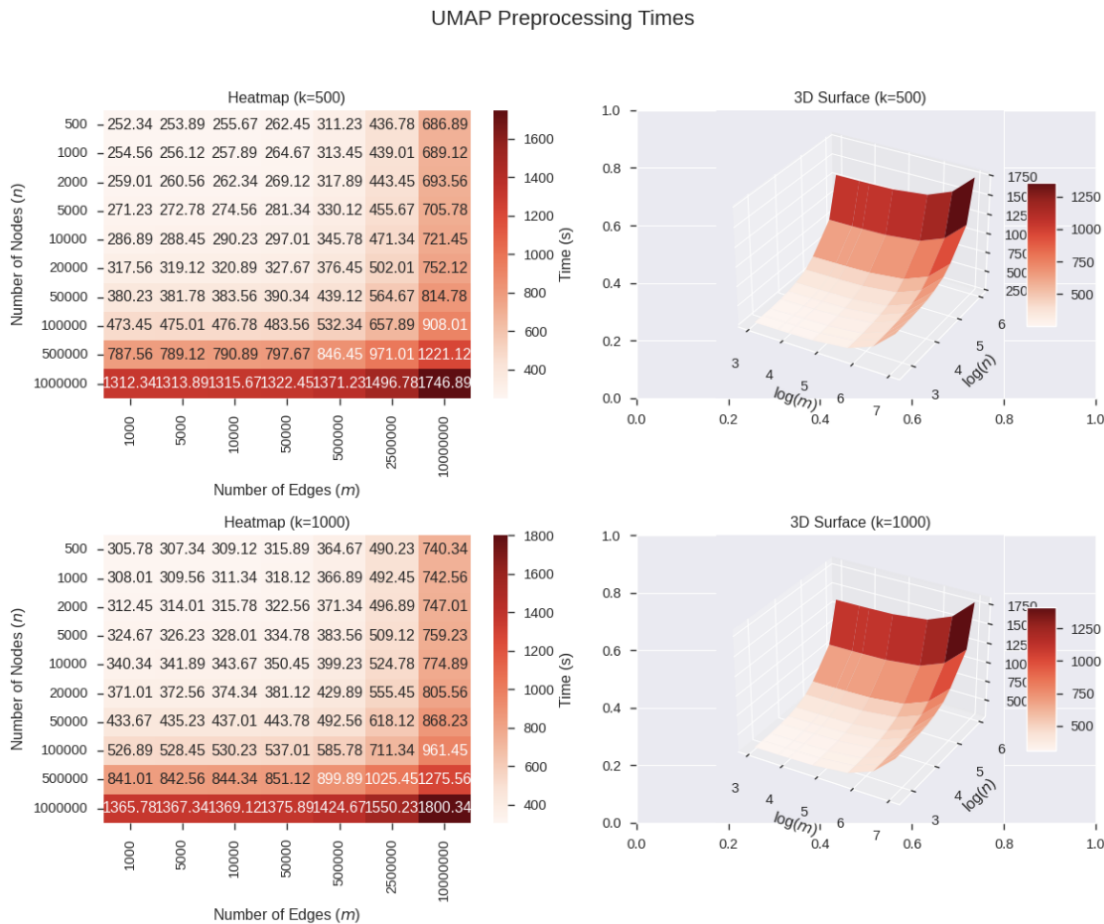 UMAP Preprocessing Times
Heatmap (k=500)
500 252.34 253.89 255.67 262.45 311.23 436.78 686.89
1000 254.56 256.12 257.89 264.67 313.45 439.01 689.12
2000 259.01 260.56 262.34 269.12 317.89 443.45 693.56
5000 271.23 272.78 274.56 281.34 330.12 455.67 705.78
10000 286.89 288.45 290.23 297.01 345.78 471.34 721.45
20000 317.56 319.12 320.89 327.67 376.45 502.01 752.12
50000 380.23 381.78 383.56 390.34 439.12 564.67 814.78
100000 473.45 475.01 476.78 483.56 532.34 657.89 908.01
500000 787.56 789.12 790.89 797.67 846.45 971.01 1221.12
1000000 1312.34 1313.89 1315.67 1322.45 1371.23 1496.78 1746.89
Number of Nodes (n)
1000 5000 10000 50000 500000 2500000 10000000
Number of Edges (m)
1600
1400
1200
1000
800
600
400
Time (s)
3D Surface (k=500)
1.0
0.8
0.6
0.4
0.2
0.0
0.0 0.2 0.4 0.6 0.8 1.0
3 4 5 6 7
log(m)
3 4 5 6
log(n)
1750
750
500
250
1250
1000
750
500
Heatmap (k=1000)
500 305.78 307.34 309.12 315.89 364.67 490.23 740.34
1000 308.01 309.56 311.34 318.12 366.89 492.45 742.56
2000 312.45 314.01 315.78 322.56 371.34 496.89 747.01
5000 324.67 326.23 328.01 334.78 383.56 509.12 759.23
10000 340.34 341.89 343.67 350.45 399.23 524.78 774.89
20000 371.01 372.56 374.34 381.12 429.89 555.45 805.56
50000 433.67 435.23 437.01 443.78 492.56 618.12 868.23
100000 526.89 528.45 530.23 537.01 585.78 711.34 961.45
500000 841.01 842.56 844.34 851.12 899.89 1025.45 1275.56
1000000 1365.78 1367.34 1369.12 1375.89 1424.67 1550.23 1800.34
Number of Nodes (n)
1000 5000 10000 50000 500000 2500000 10000000
Number of Edges (m)
1800
1600
1400
1200
1000
800
600
400
Time (s)
3D Surface (k=1000)
1.0
0.8
0.6
0.4
0.2
0.0
0.0 0.2 0.4 0.6 0.8 1.0
3 4 5 6 7
log(m)
3 4 5 6
log(n)
750
1250
1000
750
500